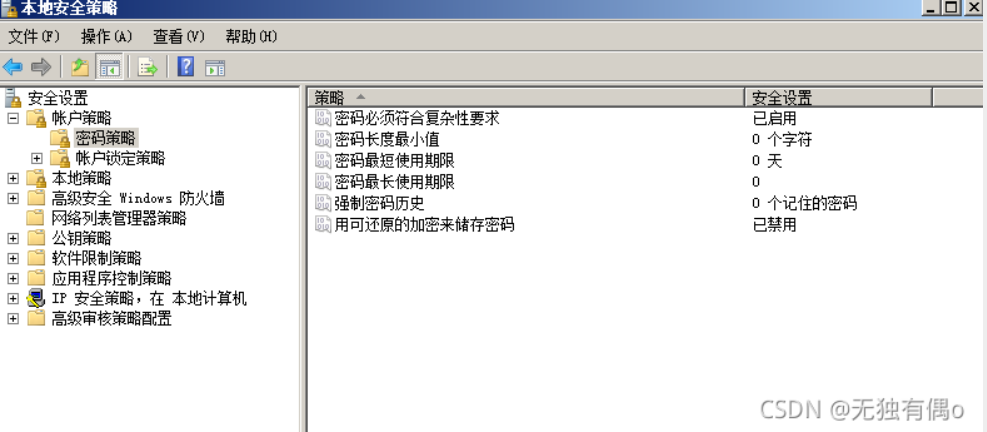 本地安全策略
文件(F) 操作(A) 查看(V) 帮助(H)
安全设置
帐户策略
密码策略
帐户锁定策略
本地策略
高级安全 Windows 防火墙
网络列表管理器策略
公钥策略
软件限制策略
应用程序控制策略
IP 安全策略，在 本地计算机
高级审核策略配置
策略 安全设置
密码必须符合复杂性要求 已启用
密码长度最小值 0 个字符
密码最短使用期限 0 天
密码最长使用期限 0
强制密码历史 0 个记住的密码
用可还原的加密来储存密码 已禁用
CSDN @无独有偶o